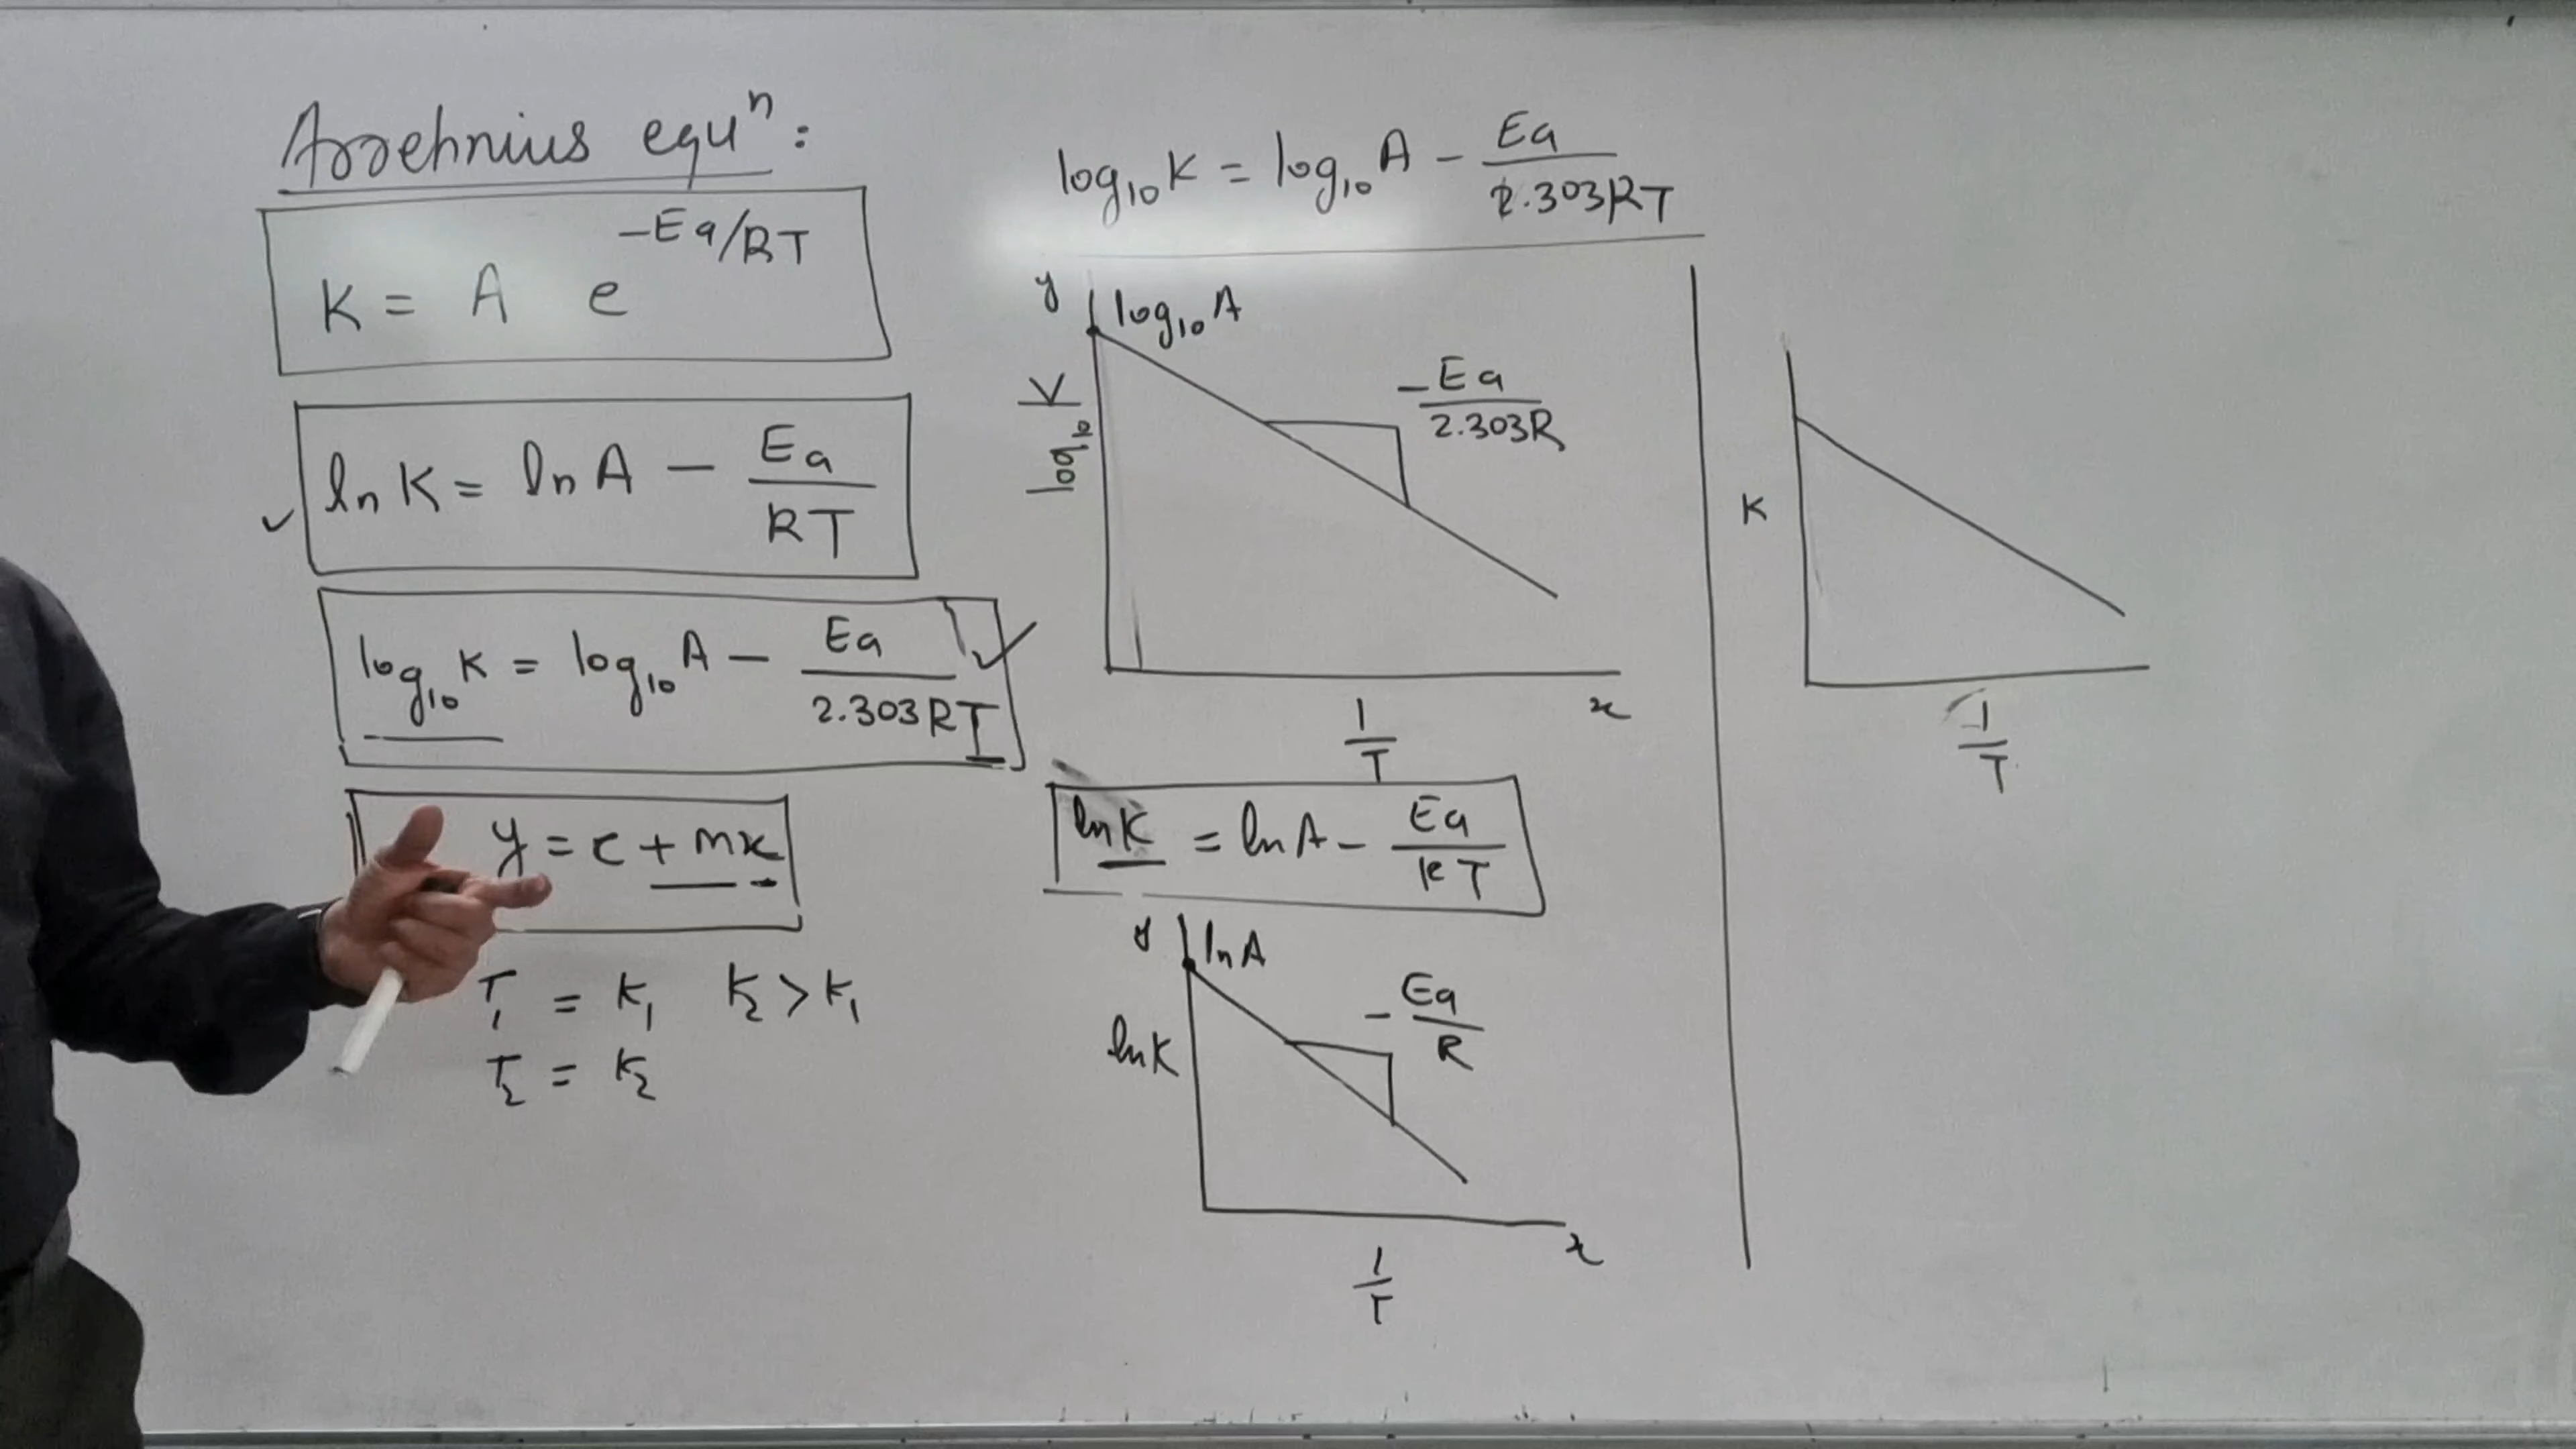 Arrehnius equⁿ:
K = A e^-Ea/RT
ln K = ln A - Ea/RT
log₁₀ K = log₁₀ A - Ea/2.303RT
y = c + mx
T₁ = K₁ K₂ > K₁
T₂ = K₂
log₁₀ K = log₁₀ A - Ea/2.303RT
y
log₁₀ A
-Ea/2.303R
log₁₀ K
1/T
x
ln K = ln A - Ea/RT
y
ln A
-Ea/R
ln K
1/T
x
K
1/T